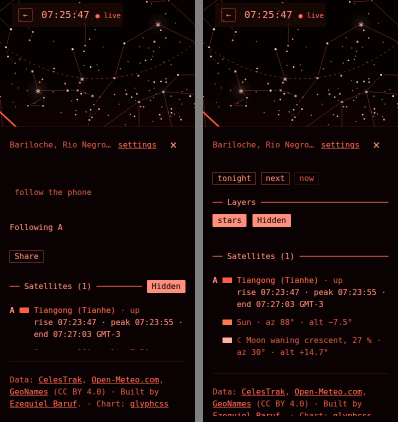 ← 07:25:47 ● live
Bariloche, Río Negro… settings ×
follow the phone
Following A
Share
Satellites (1) Hidden
A Tiangong (Tianhe) · up
rise 07:23:47 · peak 07:23:55 ·
end 07:27:03 GMT-3
Data: CelesTrak, Open-Meteo.com,
GeoNames (CC BY 4.0) · Built by
Ezequiel Baruf. · Chart: glyphcss
← 07:25:47 ● live
Bariloche, Río Negro… settings ×
tonight next now
Layers
stars Hidden
Satellites (1)
A Tiangong (Tianhe) · up
rise 07:23:47 · peak 07:23:55 ·
end 07:27:03 GMT-3
Sun · az 88° · alt −7.5°
☾ Moon waning crescent, 27 % ·
az 30° · alt +14.7°
Data: CelesTrak, Open-Meteo.com,
GeoNames (CC BY 4.0) · Built by
Ezequiel Baruf. · Chart: glyphcss